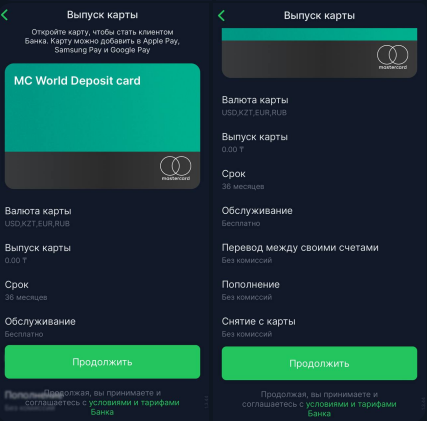 Выпуск карты
Откройте карту, чтобы стать клиентом
Банка. Карту можно добавить в Apple Pay,
Samsung Pay и Google Pay
MC World Deposit card
mastercard
Валюта карты
USD,KZT,EUR,RUB
Выпуск карты
0.00 ₸
Срок
36 месяцев
Обслуживание
Бесплатно
Продолжить
Пополнение
Продолжая, вы принимаете и
соглашаетесь с условиями и тарифами
Банка
Без комиссий
Выпуск карты
mastercard
Валюта карты
USD,KZT,EUR,RUB
Выпуск карты
0.00 ₸
Срок
36 месяцев
Обслуживание
Бесплатно
Перевод между своими счетами
Без комиссий
Пополнение
Без комиссий
Снятие с карты
Продолжить
Продолжая, вы принимаете и
соглашаетесь с условиями и тарифами
Банка